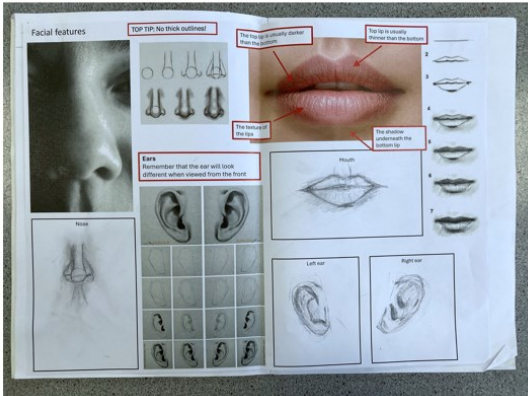 Facial features
TOP TIP: No thick outlines!
The top lip is usually darker
than the bottom
Top lip is usually
thinner than the bottom
The texture of
the lips
The shadow
underneath the
bottom lip
Ears
Remember that the ear will look
different when viewed from the front
Mouth
Nose
Left ear
Right ear
2
3
4
5
6
7